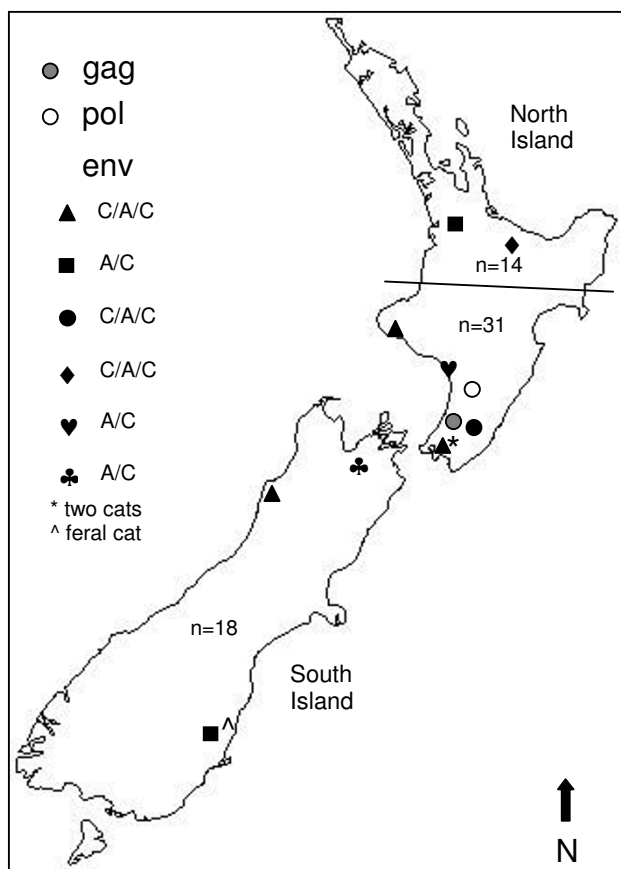 gag
pol
env
C/A/C
A/C
C/A/C
C/A/C
A/C
A/C
* two cats
^ feral cat
North
Island
n=14
n=31
*
n=18
South
Island
^
N